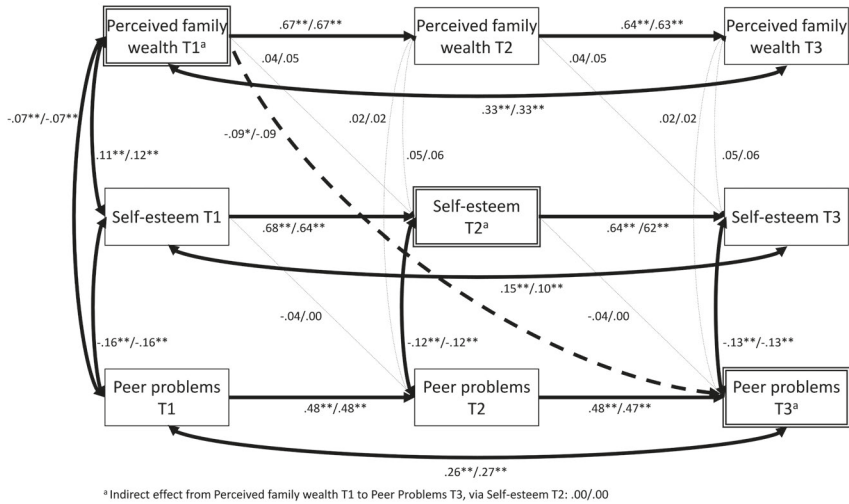 Perceived family
wealth T1ᵃ
.67**/.67**
Perceived family
wealth T2
.64**/.63**
Perceived family
wealth T3
.04/.05
.04/.05
-.07**/-.07**
.33**/.33**
-.09*/-.09
.02/.02
.02/.02
.11**/.12**
.05/.06
.05/.06
Self-esteem T1
.68**/.64**
Self-esteem
T2ᵃ
.64** /62**
Self-esteem T3
.15**/.10**
-.04/.00
-.04/.00
-.16**/-.16**
-.12**/-.12**
-.13**/-.13**
Peer problems
T1
.48**/.48**
Peer problems
T2
.48**/.47**
Peer problems
T3ᵃ
.26**/.27**
ᵃ Indirect effect from Perceived family wealth T1 to Peer Problems T3, via Self-esteem T2: .00/.00